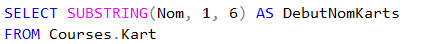 SELECT SUBSTRING(Nom, 1, 6) AS DebutNomKarts
FROM Courses.Kart